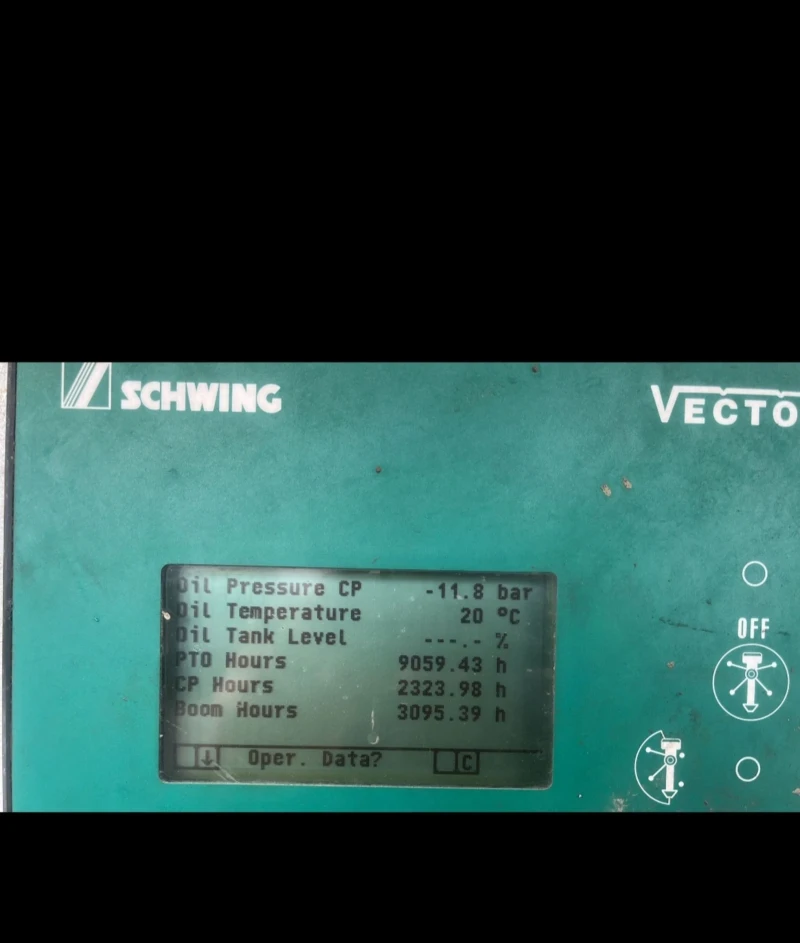 SCHWING
VECTO
Oil Pressure CP -11.8 bar
Oil Temperature 20 °C
Oil Tank Level ---.- %
PTO Hours 9059.43 h
CP Hours 2323.98 h
Boom Hours 3095.39 h
↓ Oper. Data? C
OFF